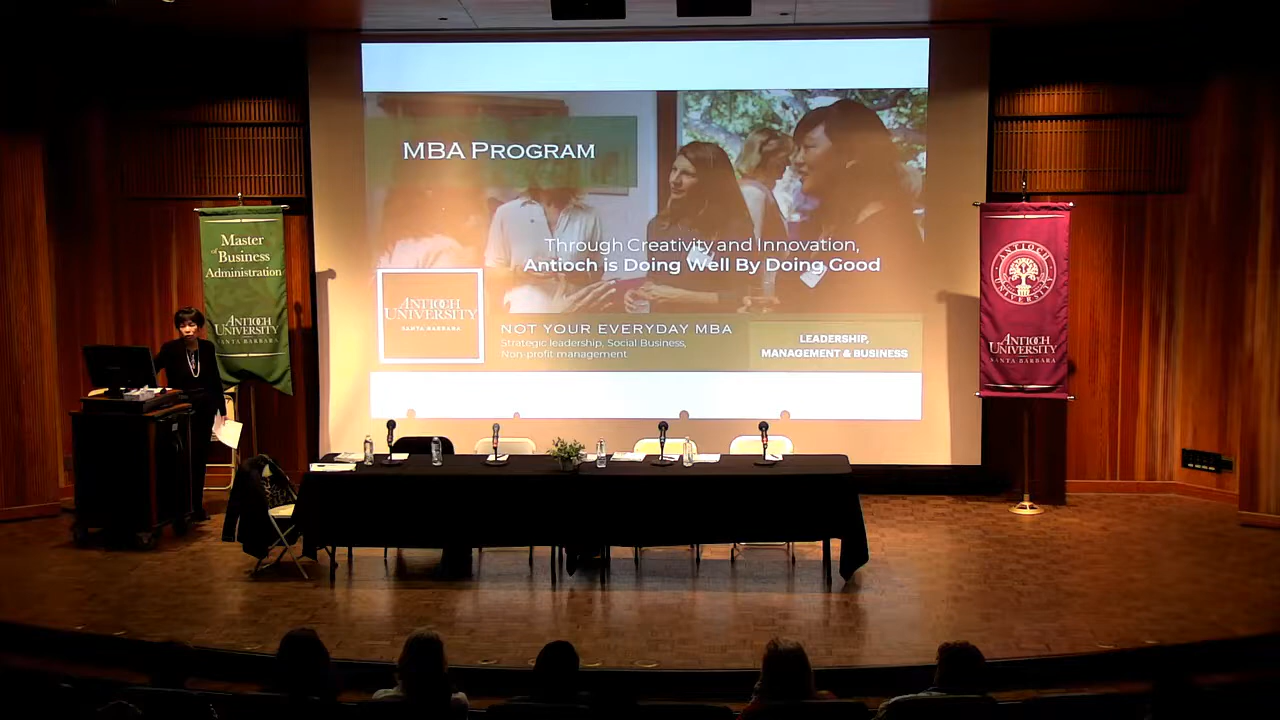 MBA PROGRAM
Through Creativity and Innovation,
Antioch is Doing Well By Doing Good
ANTIOCH
UNIVERSITY
SANTA BARBARA
NOT YOUR EVERYDAY MBA
Strategic leadership, Social Business,
Non-profit management
LEADERSHIP,
MANAGEMENT & BUSINESS
Master
of Business
Administration
ANTIOCH
UNIVERSITY
SANTA BARBARA
ANTIOCH
UNIVERSITY
ANTIOCH
UNIVERSITY
SANTA BARBARA